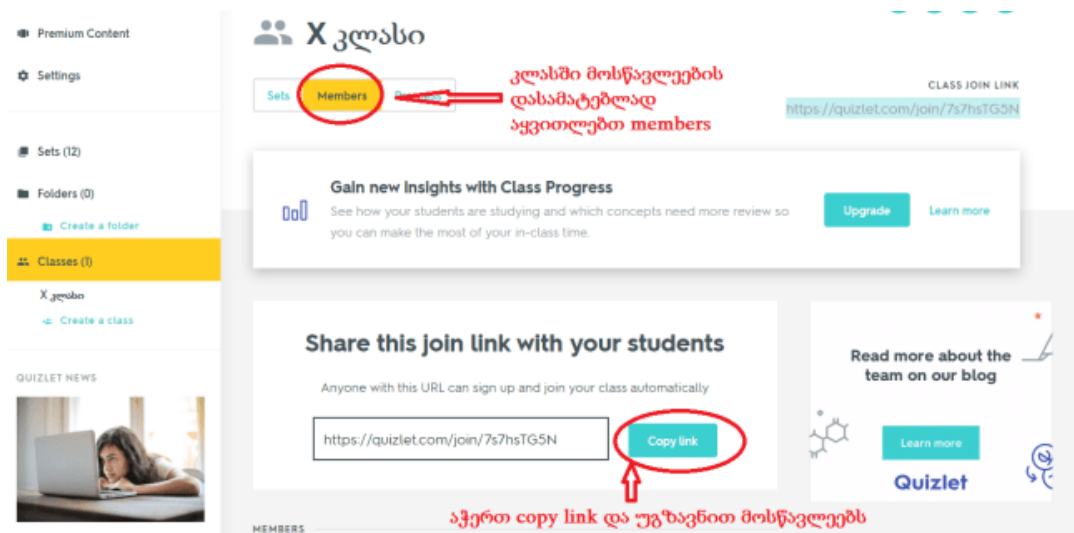 Premium Content
Settings
Sets (12)
Folders (0)
Create a folder
Classes (1)
X კლასი
Create a class
QUIZLET NEWS
X კლასი
Sets
Members
Progress
კლასში მოსწავლეების
დასამატებლად
აყვითლებთ members
CLASS JOIN LINK
https://quizlet.com/join/7s7hsTG5N
Gain new insights with Class Progress
See how your students are studying and which concepts need more review so
you can make the most of your in-class time.
Upgrade
Learn more
Share this join link with your students
Anyone with this URL can sign up and join your class automatically
https://quizlet.com/join/7s7hsTG5N
Copy link
აჭერთ copy link და უგზავნით მოსწავლეებს
MEMBERS
Read more about the
team on our blog
Learn more
Quizlet